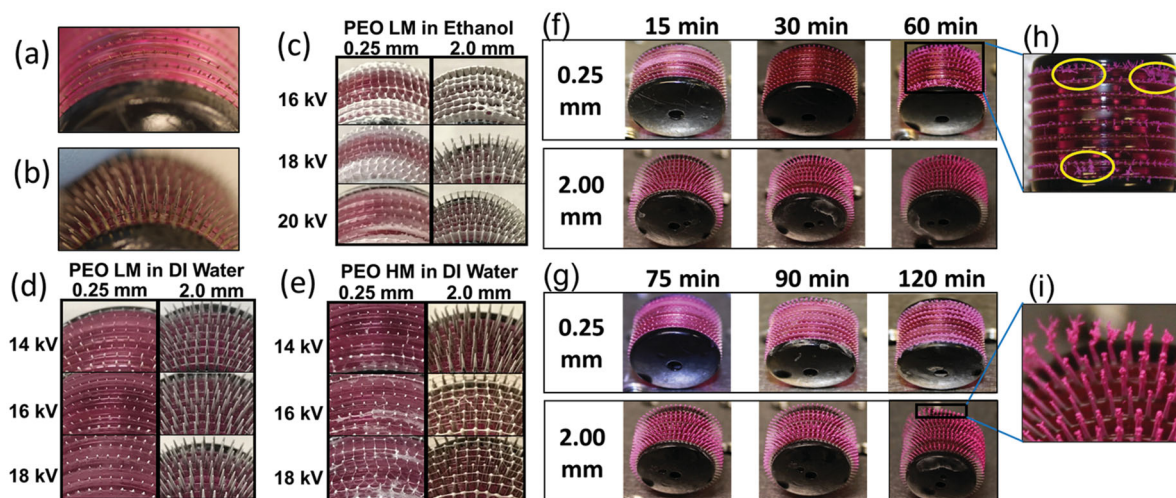 (a)
(b)
(c)
PEO LM in Ethanol
0.25 mm 2.0 mm
16 kV
18 kV
20 kV
(d)
PEO LM in DI Water
0.25 mm 2.0 mm
14 kV
16 kV
18 kV
(e)
PEO HM in DI Water
0.25 mm 2.0 mm
14 kV
16 kV
18 kV
(f)
15 min 30 min 60 min
0.25
mm
2.00
mm
(g)
75 min 90 min 120 min
0.25
mm
2.00
mm
(h)
(i)